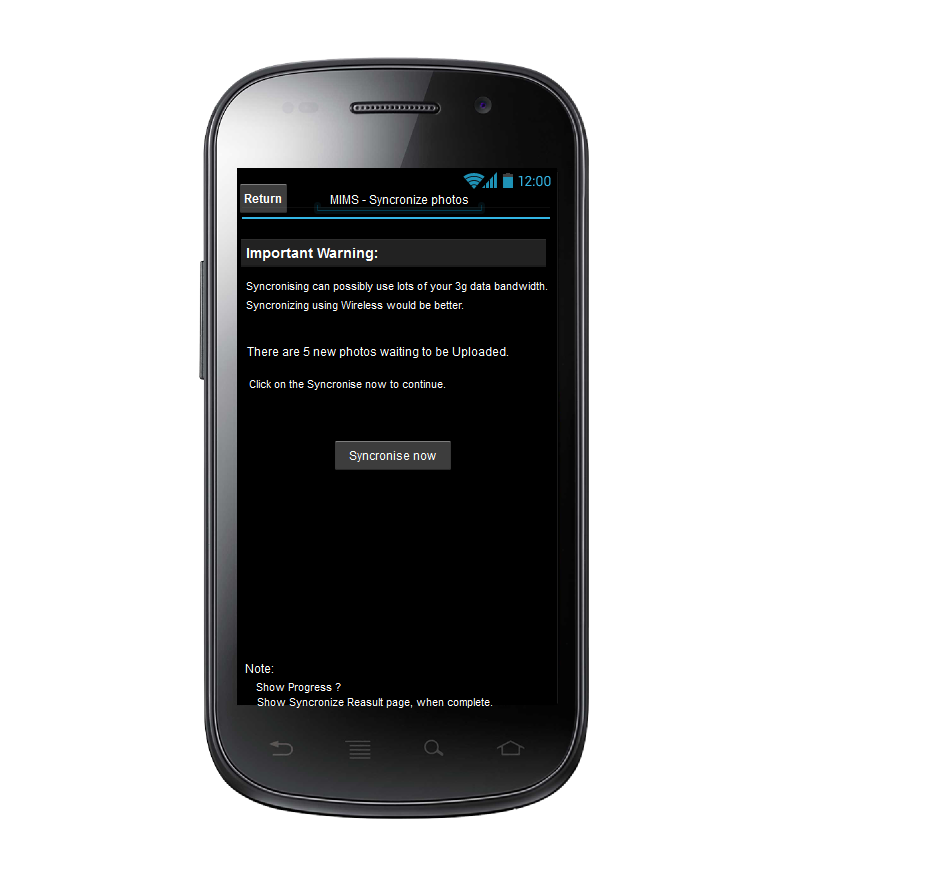 12:00
Return
MIMS - Syncronize photos
Important Warning:
Syncronising can possibly use lots of your 3g data bandwidth.
Syncronizing using Wireless would be better.
There are 5 new photos waiting to be Uploaded.
Click on the Syncronise now to continue.
Syncronise now
Note:
Show Progress ?
Show Syncronize Reasult page, when complete.